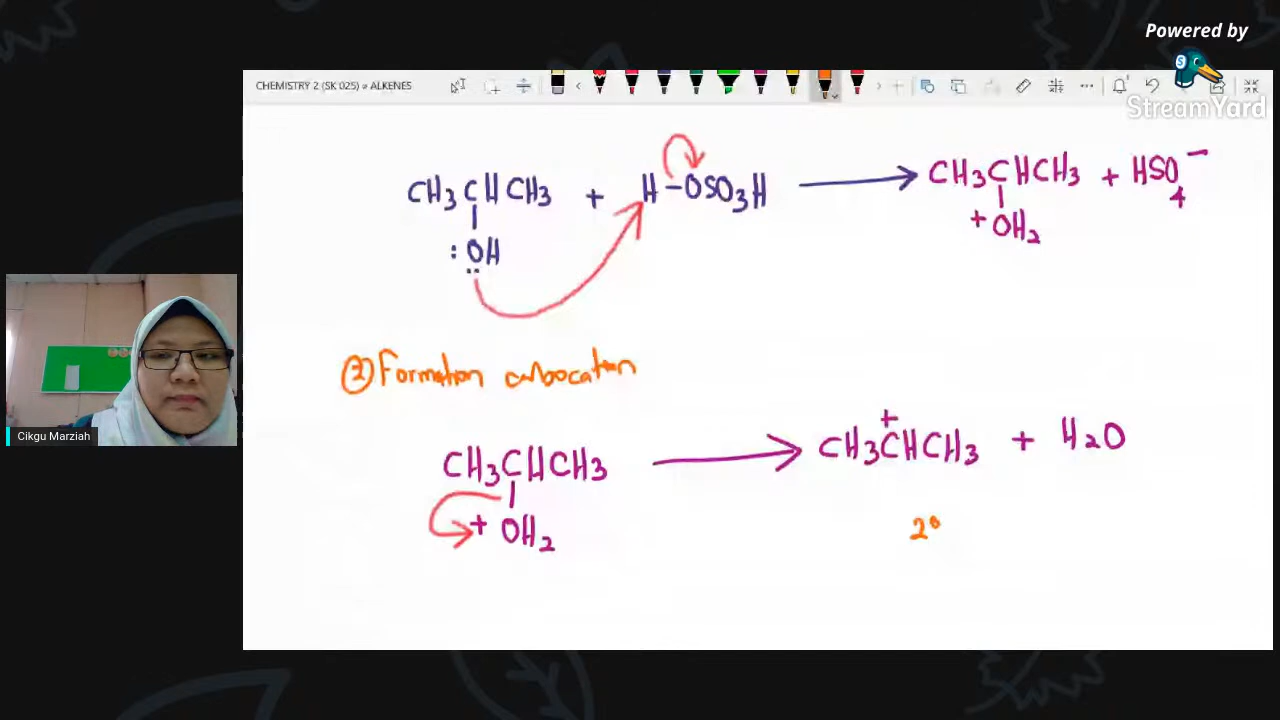 Powered by
StreamYard
CHEMISTRY 2 (SK 025) » ALKENES
CH3CHCH3 + H-OSO3H → CH3CHCH3 + HSO4⁻
:OH
+OH2
② Formation carbocation
CH3CHCH3 → CH3C⁺HCH3 + H2O
+OH2
2°
Cikgu Marziah